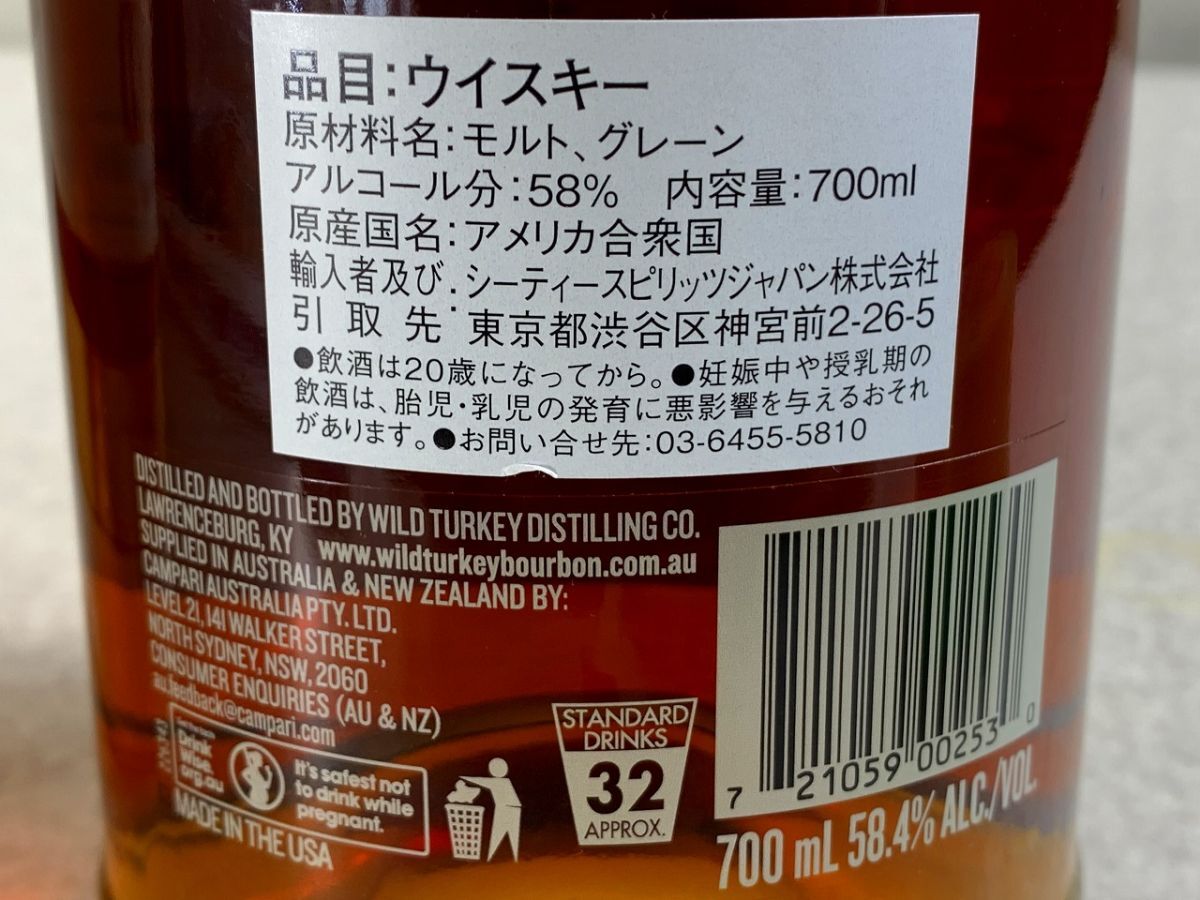 品目:ウイスキー
原材料名:モルト、グレーン
アルコール分:58% 内容量:700ml
原産国名:アメリカ合衆国
輸入者及び:シーティースピリッツジャパン株式会社
引取先 東京都渋谷区神宮前2-26-5
●飲酒は20歳になってから。●妊娠中や授乳期の
飲酒は、胎児・乳児の発育に悪影響を与えるおそれ
があります。●お問い合せ先:03-6455-5810
DISTILLED AND BOTTLED BY WILD TURKEY DISTILLING CO.
LAWRENCEBURG, KY www.wildturkeybourbon.com.au
SUPPLIED IN AUSTRALIA & NEW ZEALAND BY:
CAMPARI AUSTRALIA PTY. LTD.
LEVEL 21, 141 WALKER STREET,
NORTH SYDNEY, NSW, 2060
CONSUMER ENQUIRIES (AU & NZ)
au.feedback@campari.com
Drink
Wise
.org.au
It's safest not
to drink while
pregnant.
MADE IN THE USA
STANDARD
DRINKS
32
APPROX.
7 21059 00253 0
700 mL 58.4% ALC./VOL.